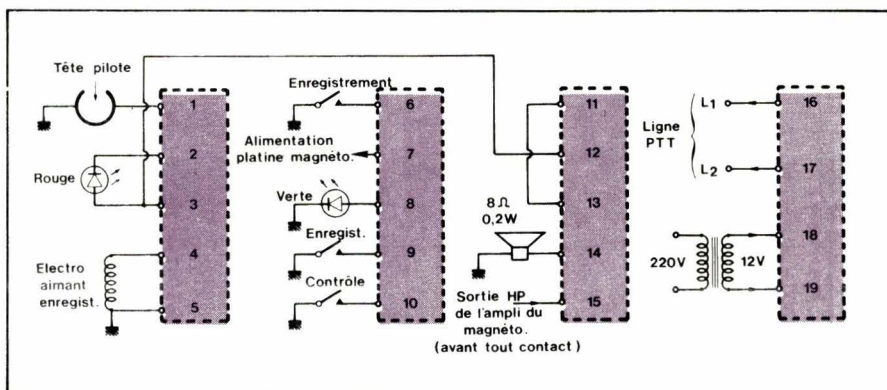 Tête pilote
1
2
Rouge
3
4
Electro
aimant
enregist.
5
Enregistrement
6
Alimentation
platine magnéto.
7
Verte
8
Enregist.
9
Contrôle
10
11
12
13
8Ω
0,2W
14
Sortie HP
de l'ampli du
magnéto.
(avant tout contact)
15
Ligne
PTT
L1
16
L2
17
220V
12V
18
19